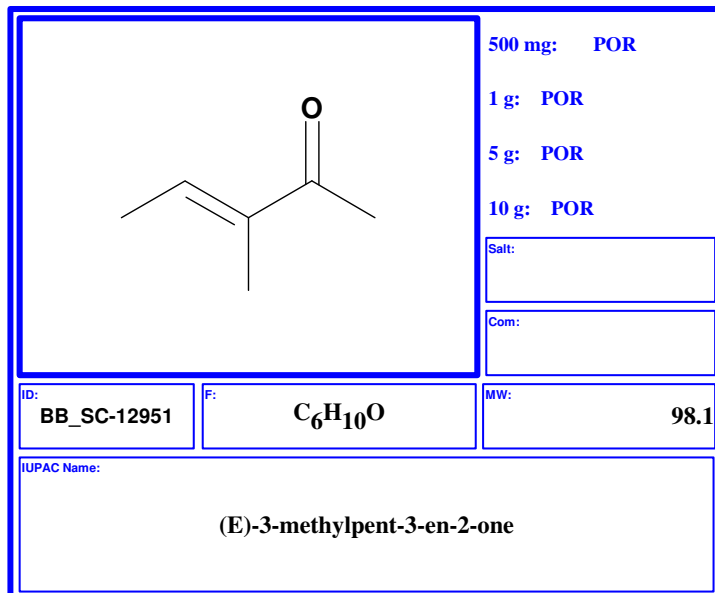 O
500 mg: POR
1 g: POR
5 g: POR
10 g: POR
Salt:
Com:
ID:
BB_SC-12951
F:
C6H10O
MW:
98.1
IUPAC Name:
(E)-3-methylpent-3-en-2-one